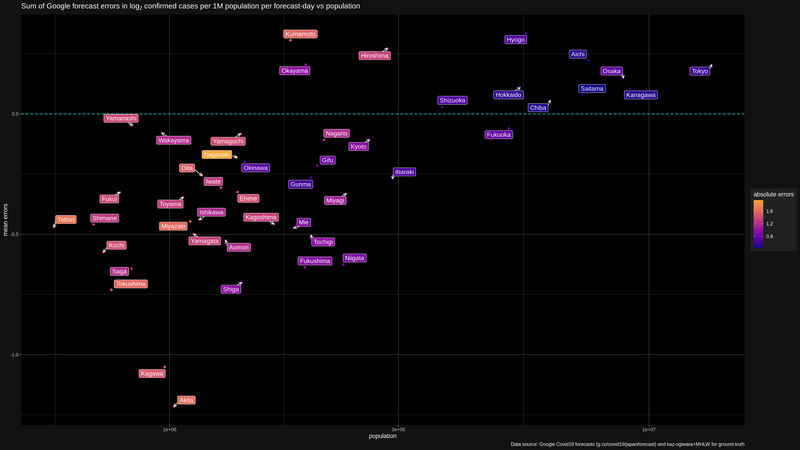 Sum of Google forecast errors in log2 confirmed cases per 1M population per forecast-day vs population
Kumamoto
Hyogo
Hiroshima
Aichi
Okayama
Osaka
Tokyo
Saitama
Hokkaido
Kanagawa
Shizuoka
Chiba
0.0
Yamanashi
Nagano
Fukuoka
Wakayama
Yamaguchi
Kyoto
Nagasaki
Gifu
Oita
Okinawa
Ibaraki
Iwate
Gunma
absolute errors
Fukui
Ehime
Miyagi
Toyama
1.6
Ishikawa
Tottori
Shimane
Kagoshima
1.2
Miyazaki
Mie
0.8
mean errors
-0.5
Kochi
Yamagata
Aomori
Tochigi
Fukushima
Niigata
Saga
Tokushima
Shiga
-1.0
Kagawa
Akita
1e+06
3e+06
1e+07
population
Data source: Google Covid19 forecasts (g.co/covid19/japanforecast) and kaz-ogiwara+MHLW for ground-truth